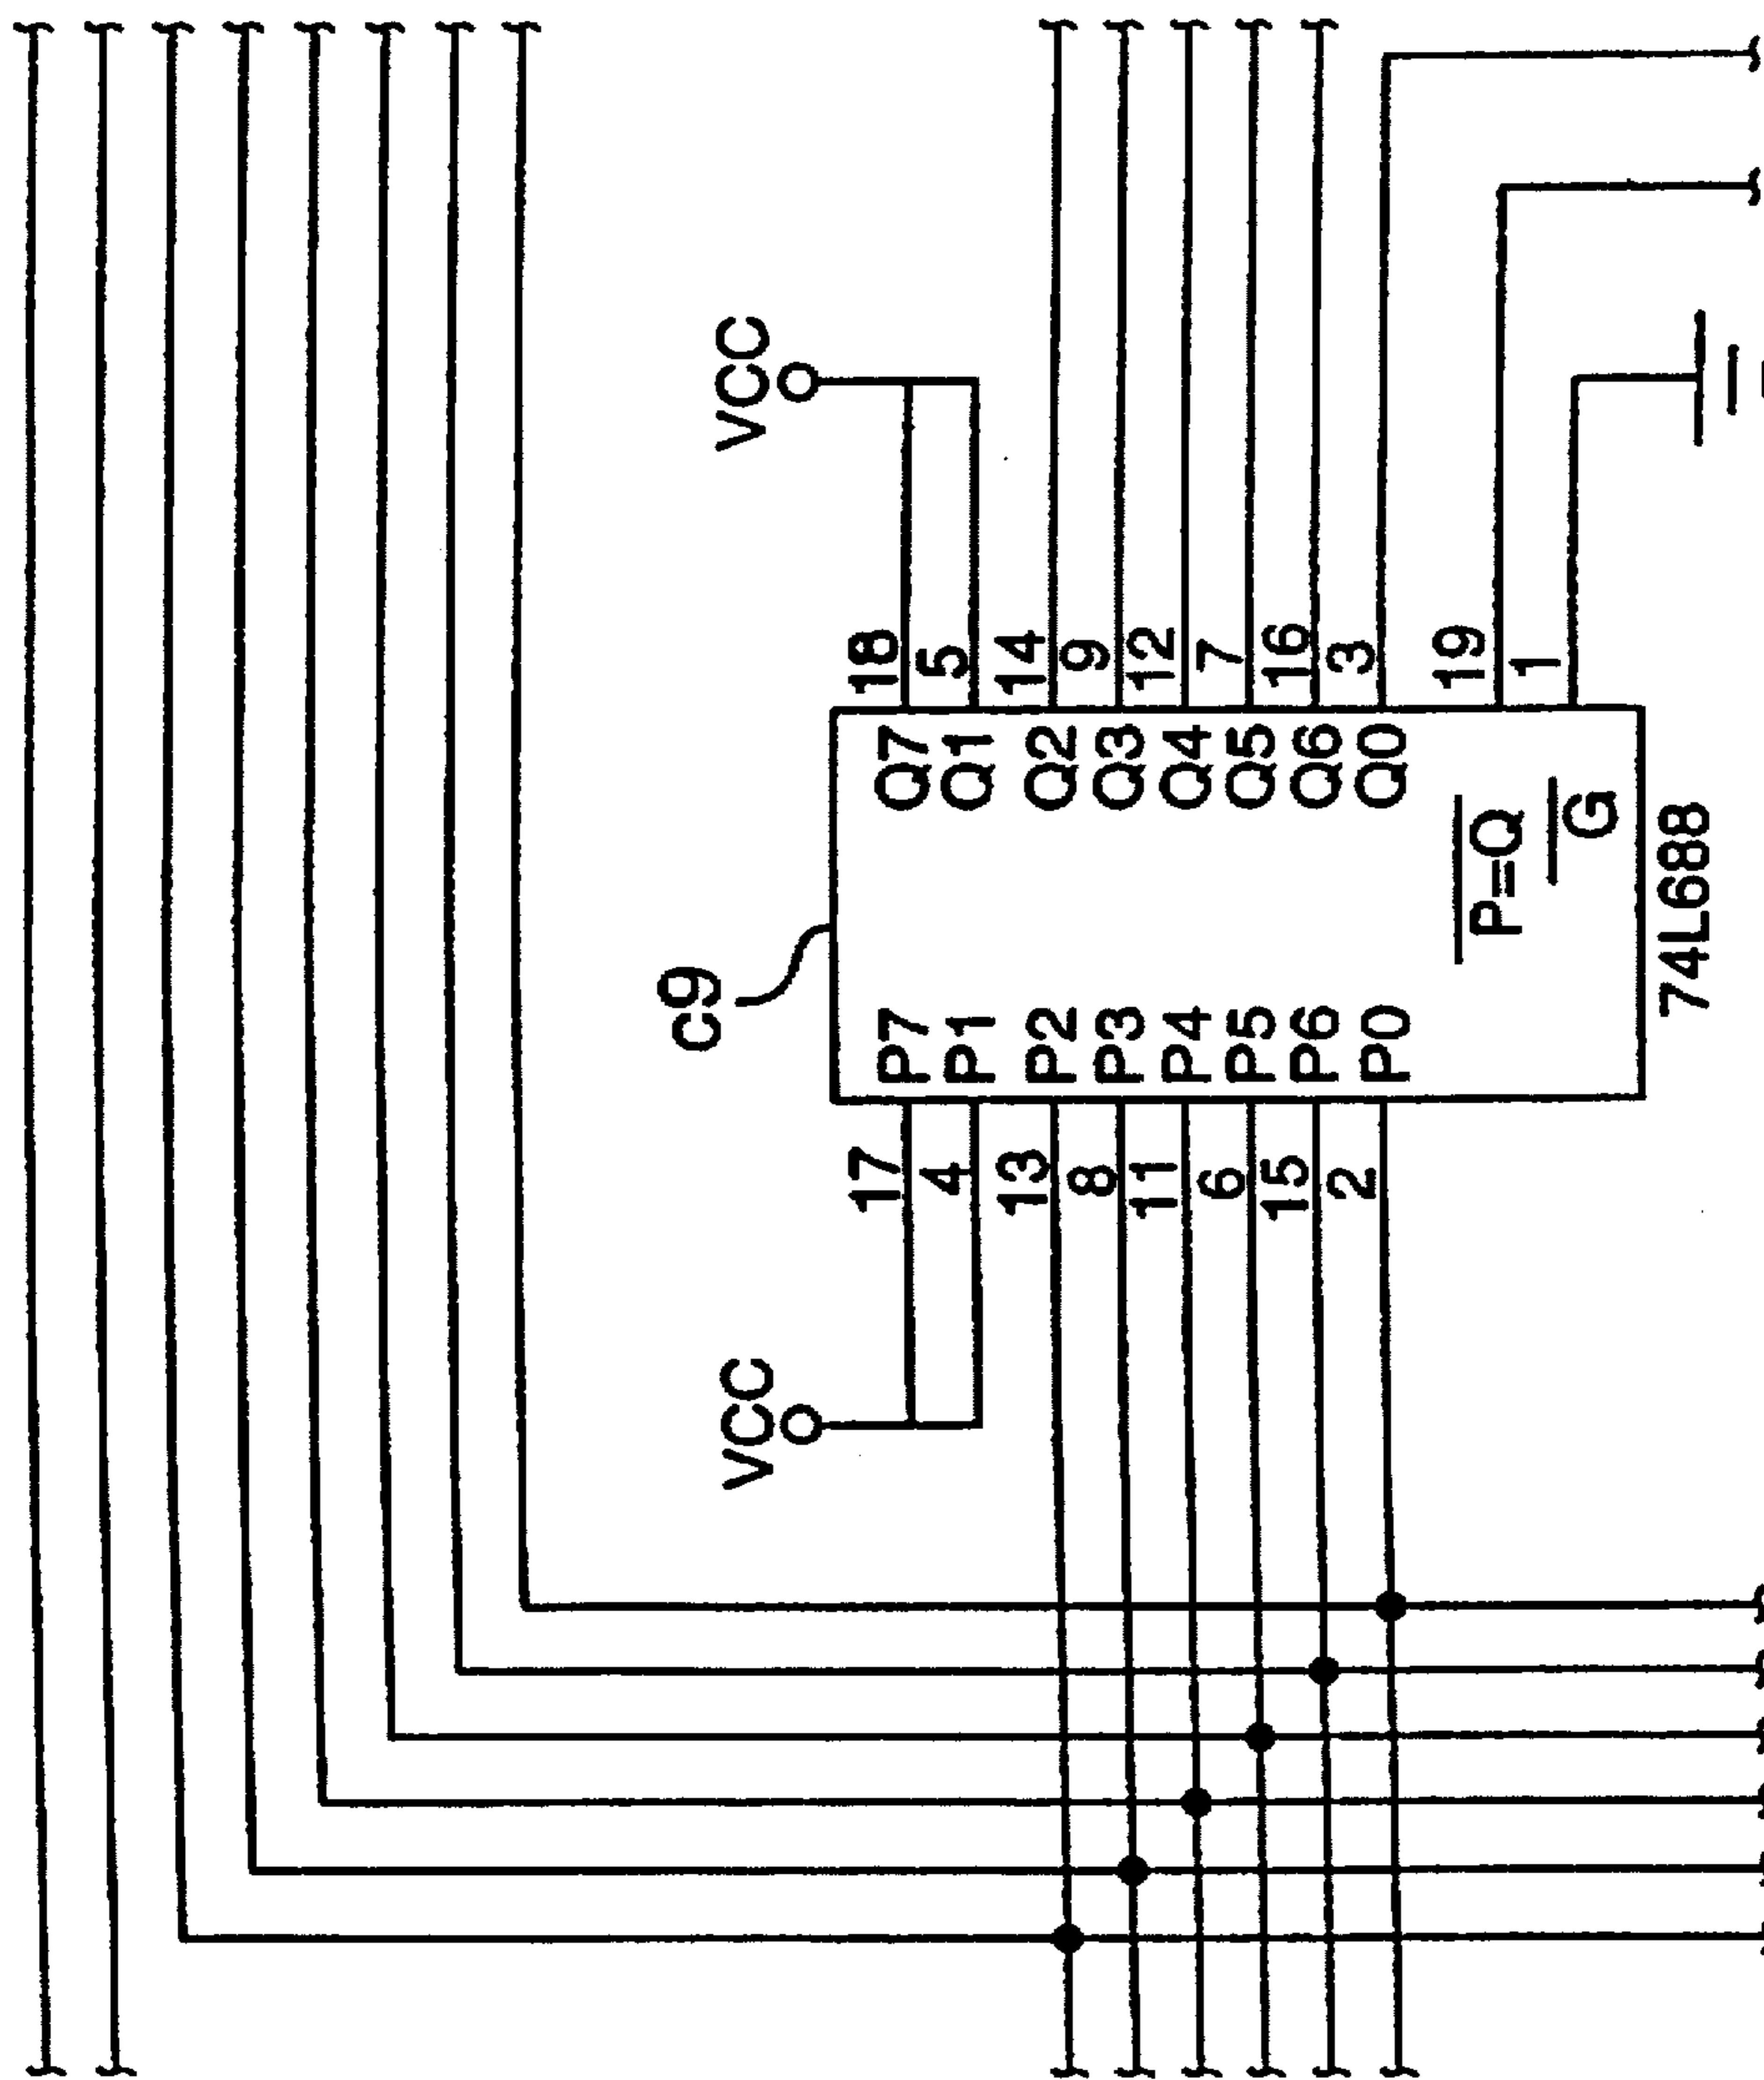 VCC
VCC
c9
17 P7 Q7 18
4 P1 Q1 5
13 P2 Q2 14
8 P3 Q3 9
11 P4 Q4 12
6 P5 Q5 7
15 P6 Q6 16
2 P0 Q0 3
P=Q 19
G 1
74L688